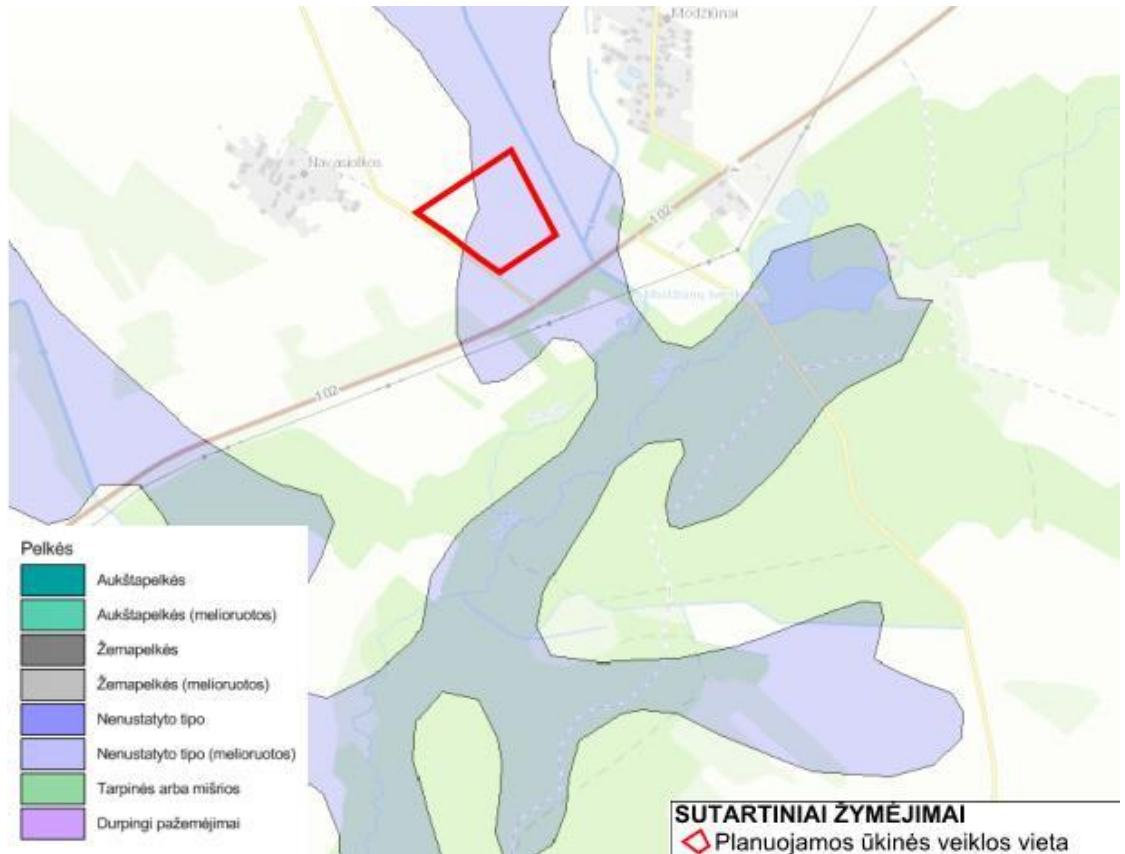 Modžiūnai
Navasiolkos
102
102
Pelkės
Aukštapelkės
Aukštapelkės (melioruotos)
Žemapelkės
Žemapelkės (melioruotos)
Nenustatyto tipo
Nenustatyto tipo (melioruotos)
Tarpinės arba mišrios
Durpingi pažemėjimai
SUTARTINIAI ŽYMĖJIMAI
Planuojamos ūkinės veiklos vieta